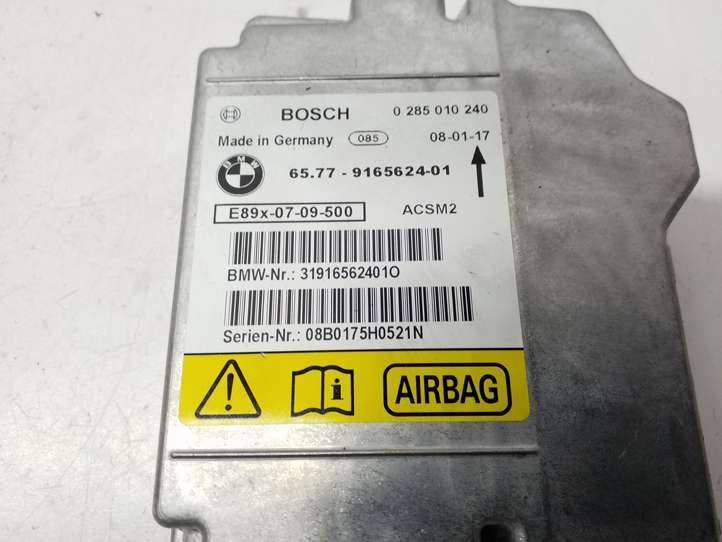 BOSCH 0 285 010 240
Made in Germany 085 08-01-17
BMW 65.77 - 9165624-01
E89x-07-09-500 ACSM2
BMW-Nr.: 31916562401O
Serien-Nr.: 08B0175H0521N
! i AIRBAG